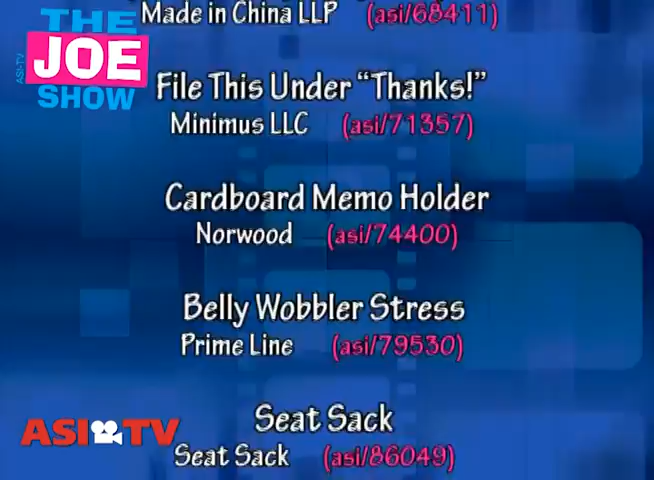 Made in China LLP (asi/68411)
THE
ASI-TV
JOE
SHOW
File This Under “Thanks!”
Minimus LLC (asi/71357)
Cardboard Memo Holder
Norwood (asi/74400)
Belly Wobbler Stress
Prime Line (asi/79530)
Seat Sack
ASI TV
Seat Sack (asi/86049)